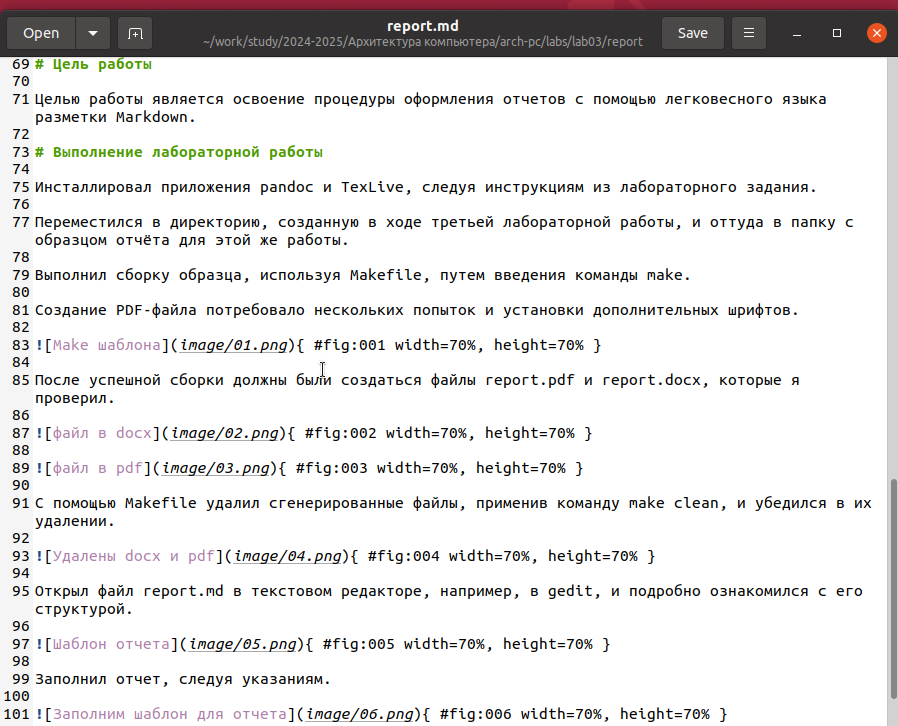 Open
report.md
~/work/study/2024-2025/Архитектура компьютера/arch-pc/labs/lab03/report
Save
69 # Цель работы
70
71 Целью работы является освоение процедуры оформления отчетов с помощью легковесного языка
разметки Markdown.
72
73 # Выполнение лабораторной работы
74
75 Инсталлировал приложения pandoc и TexLive, следуя инструкциям из лабораторного задания.
76
77 Переместился в директорию, созданную в ходе третьей лабораторной работы, и оттуда в папку с
образцом отчёта для этой же работы.
78
79 Выполнил сборку образца, используя Makefile, путем введения команды make.
80
81 Создание PDF-файла потребовало нескольких попыток и установки дополнительных шрифтов.
82
83 ![Make шаблона](image/01.png){ #fig:001 width=70%, height=70% }
84
85 После успешной сборки должны были создаться файлы report.pdf и report.docx, которые я
проверил.
86
87 ![файл в docx](image/02.png){ #fig:002 width=70%, height=70% }
88
89 ![файл в pdf](image/03.png){ #fig:003 width=70%, height=70% }
90
91 С помощью Makefile удалил сгенерированные файлы, применив команду make clean, и убедился в их
удалении.
92
93 ![Удалены docx и pdf](image/04.png){ #fig:004 width=70%, height=70% }
94
95 Открыл файл report.md в текстовом редакторе, например, в gedit, и подробно ознакомился с его
структурой.
96
97 ![Шаблон отчета](image/05.png){ #fig:005 width=70%, height=70% }
98
99 Заполнил отчет, следуя указаниям.
100
101 ![Заполним шаблон для отчета](image/06.png){ #fig:006 width=70%, height=70% }